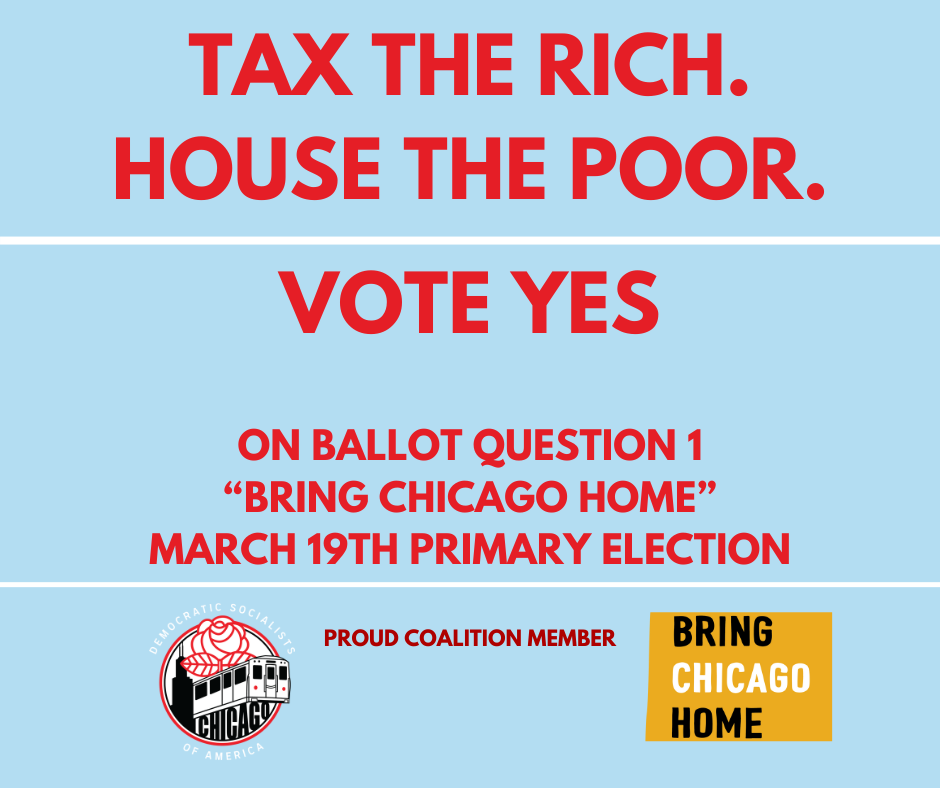 TAX THE RICH.
HOUSE THE POOR.
VOTE YES
ON BALLOT QUESTION 1
“BRING CHICAGO HOME”
MARCH 19TH PRIMARY ELECTION
DEMOCRATIC SOCIALISTS
CHICAGO
OF AMERICA
PROUD COALITION MEMBER
BRING
CHICAGO
HOME